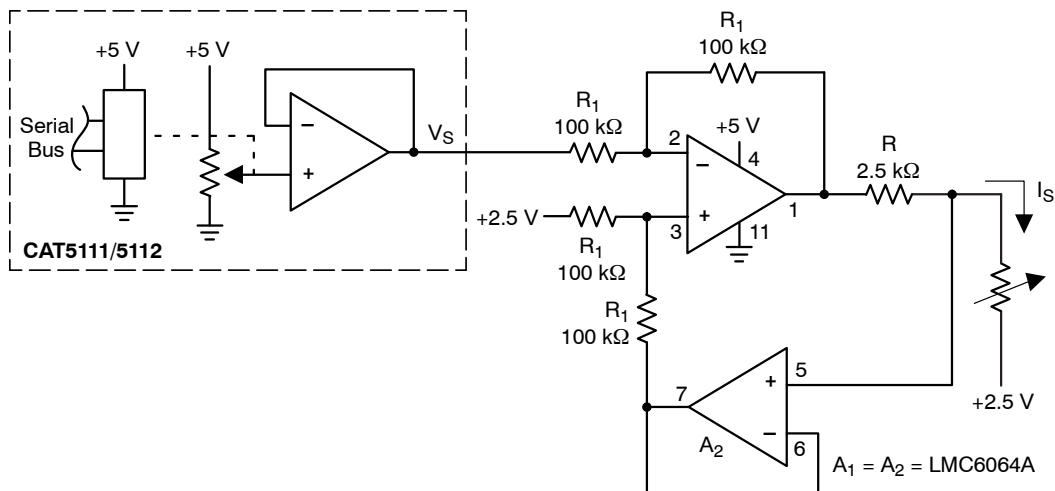 +5 V
+5 V
Serial
Bus
−
+
V_S
CAT5111/5112
R₁
100 kΩ
R₁
100 kΩ
+5 V
2
−
4
+2.5 V
+
3
11
1
R₁
100 kΩ
R
2.5 kΩ
I_S
R₁
100 kΩ
+2.5 V
7
+
5
−
6
A₂
A₁ = A₂ = LMC6064A